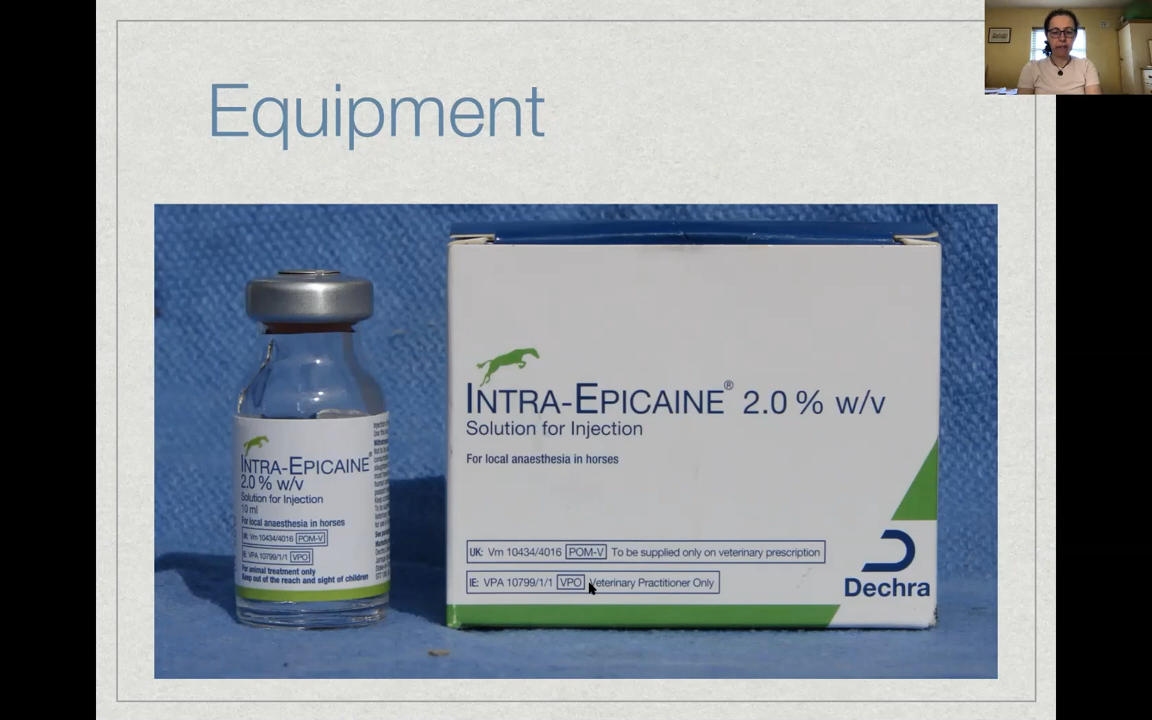 Equipment
INTRA-EPICAINE® 2.0 % w/v
Solution for Injection
For local anaesthesia in horses
UK: Vm 10434/4016 POM-V To be supplied only on veterinary prescription
IE: VPA 10799/1/1 VPO Veterinary Practitioner Only
Dechra
INTRA-EPICAINE®
2.0 % w/v
Solution for Injection
10 ml
For local anaesthesia in horses
UK: Vm 10434/4016 POM-V
IE: VPA 10799/1/1 VPO
For animal treatment only
Keep out of the reach and sight of children